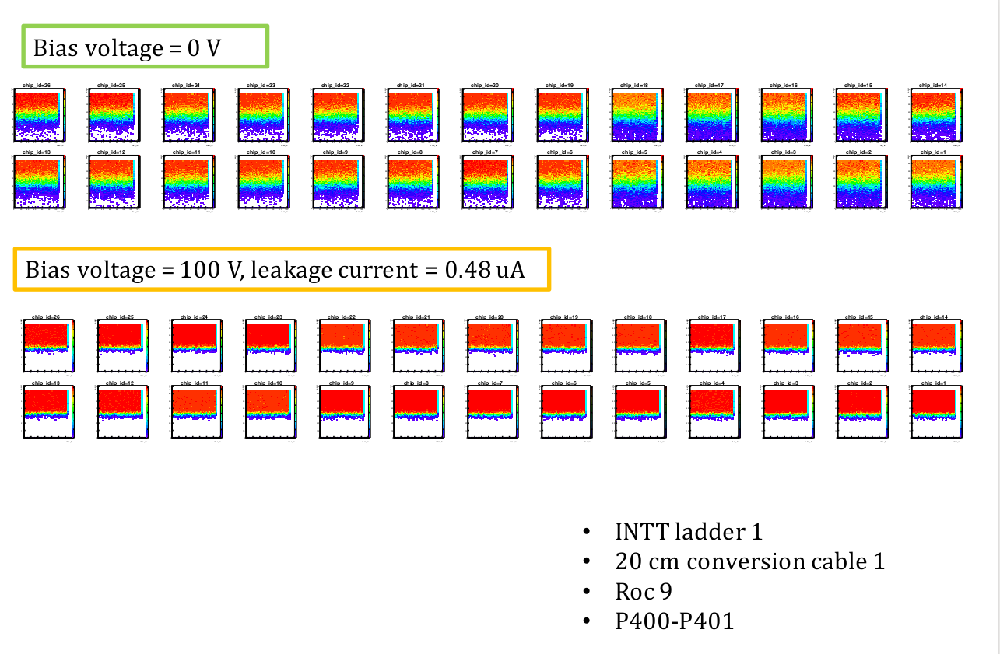 Bias voltage = 0 V
chip_id=26 chip_id=25 chip_id=24 chip_id=23 chip_id=22 chip_id=21 chip_id=20 chip_id=19 chip_id=18 chip_id=17 chip_id=16 chip_id=15 chip_id=14
chip_id=13 chip_id=12 chip_id=11 chip_id=10 chip_id=9 chip_id=8 chip_id=7 chip_id=6 chip_id=5 chip_id=4 chip_id=3 chip_id=2 chip_id=1
Bias voltage = 100 V, leakage current = 0.48 uA
chip_id=26 chip_id=25 chip_id=24 chip_id=23 chip_id=22 chip_id=21 chip_id=20 chip_id=19 chip_id=18 chip_id=17 chip_id=16 chip_id=15 chip_id=14
chip_id=13 chip_id=12 chip_id=11 chip_id=10 chip_id=9 chip_id=8 chip_id=7 chip_id=6 chip_id=5 chip_id=4 chip_id=3 chip_id=2 chip_id=1
• INTT ladder 1
• 20 cm conversion cable 1
• Roc 9
• P400-P401